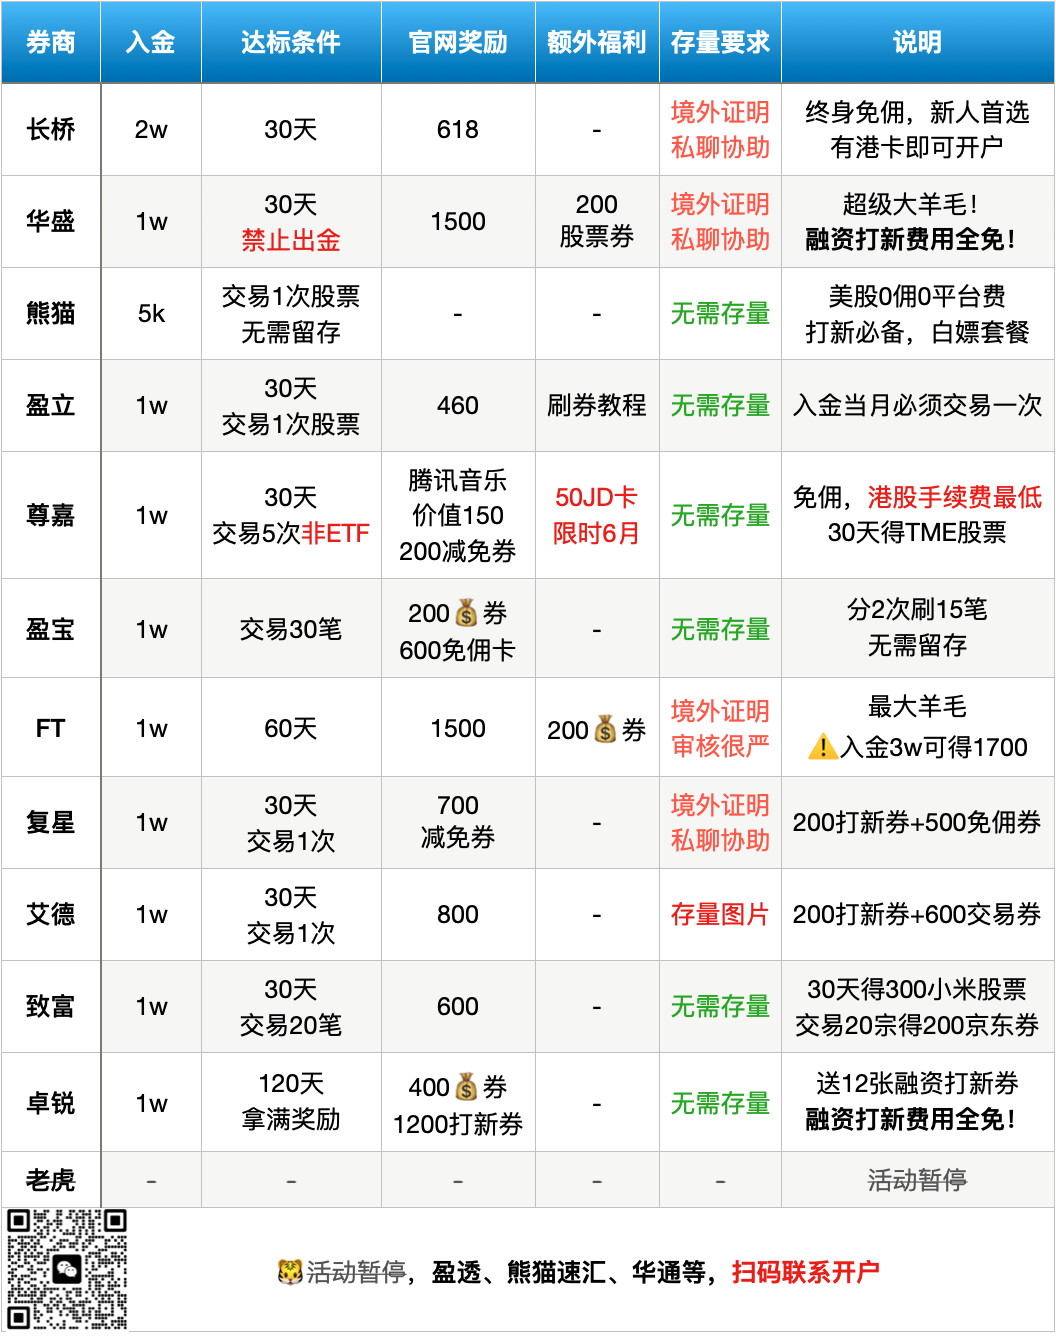 券商 入金 达标条件 官网奖励 额外福利 存量要求 说明
长桥 2w 30天 618 - 境外证明 私聊协助 终身免佣，新人首选 有港卡即可开户
华盛 1w 30天 禁止出金 1500 200 股票券 境外证明 私聊协助 超级大羊毛！ 融资打新费用全免！
熊猫 5k 交易1次股票 无需留存 - - 无需存量 美股0佣0平台费 打新必备，白嫖套餐
盈立 1w 30天 交易1次股票 460 刷券教程 无需存量 入金当月必须交易一次
尊嘉 1w 30天 交易5次非ETF 腾讯音乐 价值150 200减免券 50JD卡 限时6月 无需存量 免佣，港股手续费最低 30天得TME股票
盈宝 1w 交易30笔 200💰券 600免佣卡 - 无需存量 分2次刷15笔 无需留存
FT 1w 60天 1500 200💰券 境外证明 审核很严 最大羊毛 ⚠️入金3w可得1700
复星 1w 30天 交易1次 700 减免券 - 境外证明 私聊协助 200打新券+500免佣券
艾德 1w 30天 交易1次 800 - 存量图片 200打新券+600交易券
致富 1w 30天 交易20笔 600 - 无需存量 30天得300小米股票 交易20宗得200京东券
卓锐 1w 120天 拿满奖励 400💰券 1200打新券 - 无需存量 送12张融资打新券 融资打新费用全免！
老虎 - - - - - 活动暂停
🐯活动暂停，盈透、熊猫速汇、华通等，扫码联系开户